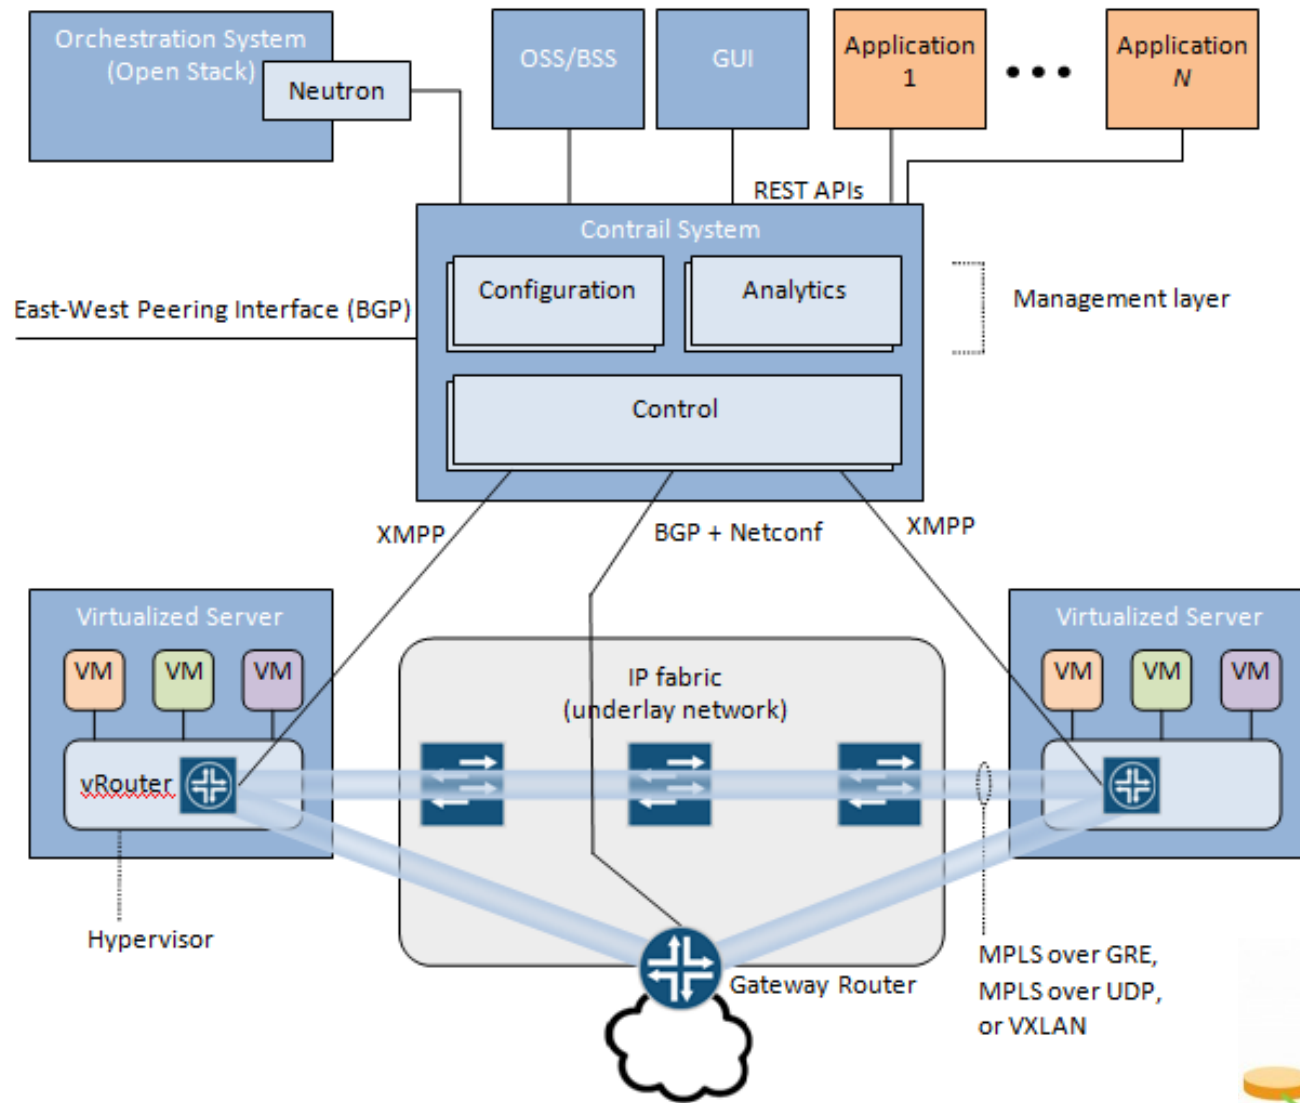 Orchestration System
(Open Stack)
Neutron
OSS/BSS
GUI
Application
1
Application
N
REST APIs
Contrail System
Configuration
Analytics
Management layer
East-West Peering Interface (BGP)
Control
XMPP
BGP + Netconf
XMPP
Virtualized Server
VM
VM
VM
vRouter
Hypervisor
IP fabric
(underlay network)
Virtualized Server
VM
VM
VM
Gateway Router
MPLS over GRE,
MPLS over UDP,
or VXLAN